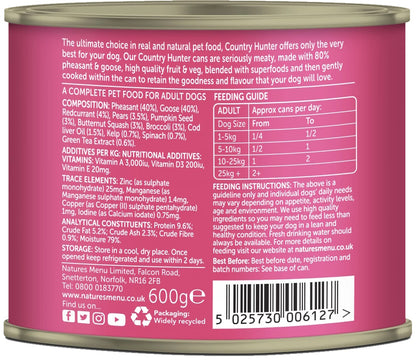 The ultimate choice in real and natural pet food, Country Hunter offers only the very
best for your dog. Our Country Hunter cans are seriously meaty, made with 80%
pheasant & goose, high quality fruit & veg, blended with superfoods and then gently
cooked within the can to retain the goodness and flavour that your dog will love.
A COMPLETE PET FOOD FOR ADULT DOGS
COMPOSITION: Pheasant (40%), Goose (40%),
Redcurrant (4%), Pears (3.5%), Pumpkin Seed
(3%), Butternut Squash (3%), Broccoli (3%), Cod
liver Oil (1.5%), Kelp (0.7%), Spinach (0.7%),
Green Tea Extract (0.6%).
ADDITIVES PER KG: NUTRITIONAL ADDITIVES:
VITAMINS: Vitamin A 3,000iu, Vitamin D3 200iu,
Vitamin E 20mg.
TRACE ELEMENTS: Zinc (as sulphate
monohydrate) 25mg, Manganese (as
Manganese sulphate monohydrate) 1.4mg,
Copper (as Copper (II) sulphate pentahydrate)
1mg, Iodine (as Calcium iodate) 0.75mg.
ANALYTICAL CONSTITUENTS: Protein 9.6%;
Crude Fat 5.2%; Crude Ash 2.3%; Crude Fibre
0.9%, Moisture 79%.
STORAGE: Store in a cool, dry place. Once
opened keep refrigerated and use within 2 days.
Natures Menu Limited, Falcon Road,
Snetterton, Norfolk, NR16 2FB
Tel: 0800 0183770
www.naturesmenu.co.uk
Find us on
600g e
Packaging:
Widely recycled
FEEDING GUIDE
ADULT Approx cans per day:
Dog Size From To
1-5kg 1/4 1/2
5-10kg 1/2 1
10-25kg 1 2
25kg + 2+
FEEDING INSTRUCTIONS: The above is a
guideline only and individual dogs' daily needs
may vary depending on appetite, activity levels,
age and environment. We use high quality
ingredients so you may need to feed less than
suggested to keep your dog in a lean and
healthy condition. Fresh drinking water should
always be available. For more details on
feeding visit our website at naturesmenu.co.uk
Best Before: Best before date, registration and
batch numbers: See base of can.
5 025730 006127 >